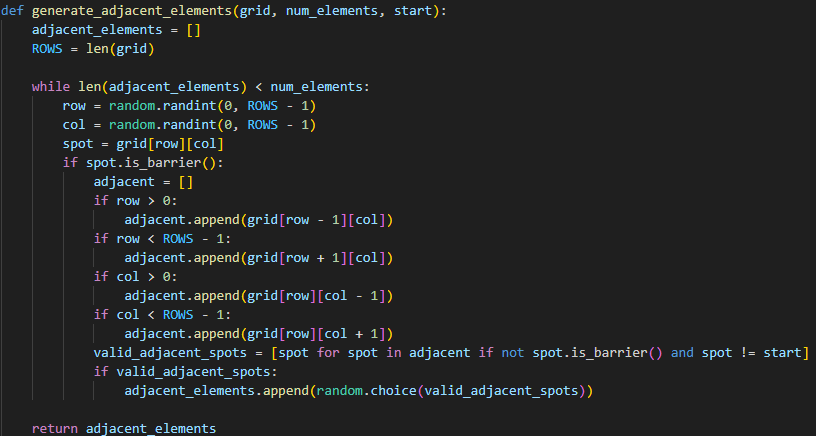 def generate_adjacent_elements(grid, num_elements, start):
    adjacent_elements = []
    ROWS = len(grid)

    while len(adjacent_elements) < num_elements:
        row = random.randint(0, ROWS - 1)
        col = random.randint(0, ROWS - 1)
        spot = grid[row][col]
        if spot.is_barrier():
            adjacent = []
            if row > 0:
                adjacent.append(grid[row - 1][col])
            if row < ROWS - 1:
                adjacent.append(grid[row + 1][col])
            if col > 0:
                adjacent.append(grid[row][col - 1])
            if col < ROWS - 1:
                adjacent.append(grid[row][col + 1])
            valid_adjacent_spots = [spot for spot in adjacent if not spot.is_barrier() and spot != start]
            if valid_adjacent_spots:
                adjacent_elements.append(random.choice(valid_adjacent_spots))

    return adjacent_elements